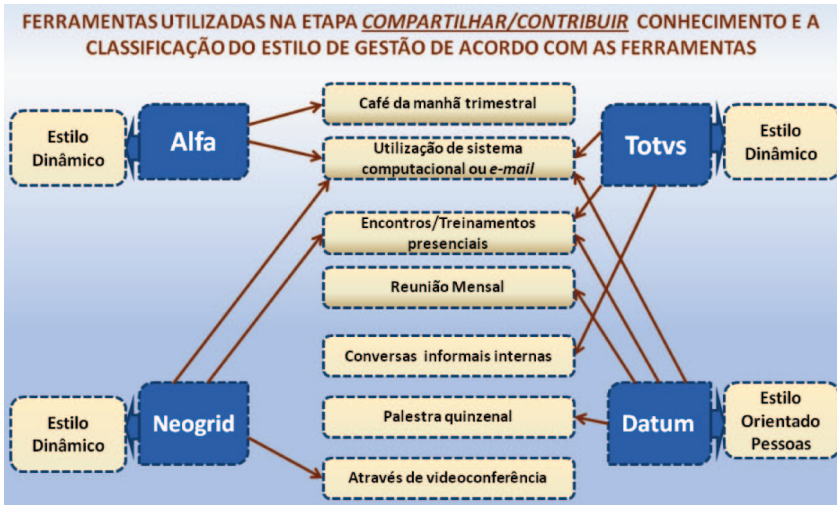 FERRAMENTAS UTILIZADAS NA ETAPA COMPARTILHAR/CONTRIBUIR CONHECIMENTO E A
CLASSIFICAÇÃO DO ESTILO DE GESTÃO DE ACORDO COM AS FERRAMENTAS
Estilo
Dinâmico
Alfa
Café da manhã trimestral
Utilização de sistema
computacional ou e-mail
Totvs
Estilo
Dinâmico
Encontros/Treinamentos
presenciais
Reunião Mensal
Conversas informais internas
Estilo
Dinâmico
Neogrid
Palestra quinzenal
Através de videoconferência
Datum
Estilo
Orientado
Pessoas